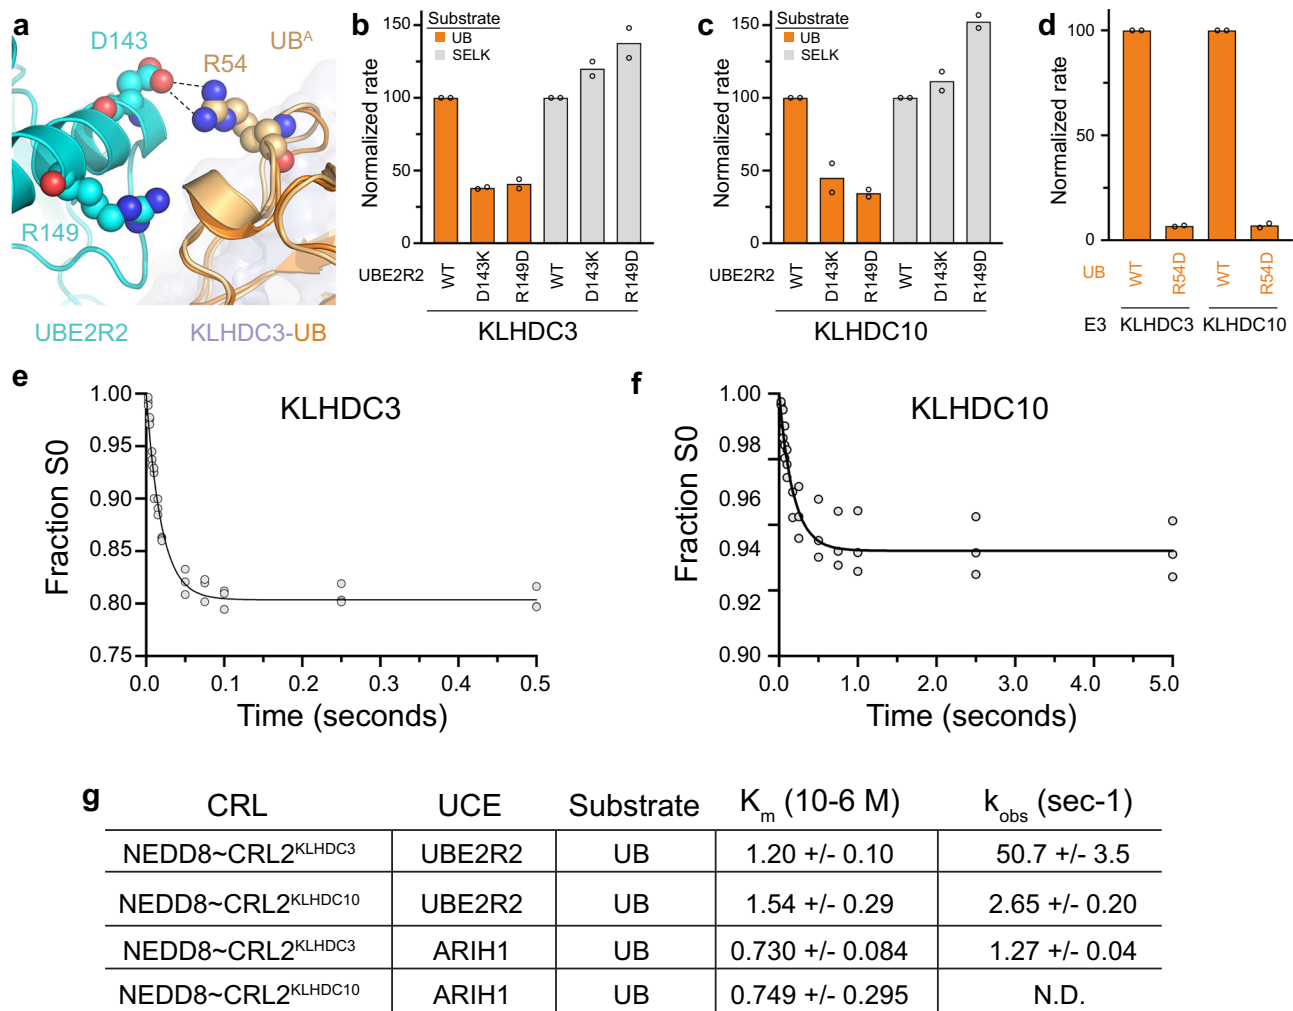 a
D143
UBA
R54
R149
UBE2R2
KLHDC3-UB
b
Substrate
UB
SELK
Normalized rate
150
100
50
0
UBE2R2
WT
D143K
R149D
WT
D143K
R149D
KLHDC3
c
Substrate
UB
SELK
Normalized rate
150
100
50
0
UBE2R2
WT
D143K
R149D
WT
D143K
R149D
KLHDC10
d
Normalized rate
100
50
0
UB
WT
R54D
WT
R54D
E3
KLHDC3
KLHDC10
e
KLHDC3
Fraction S0
1.00
0.95
0.90
0.85
0.80
0.75
0.0 0.1 0.2 0.3 0.4 0.5
Time (seconds)
f
KLHDC10
Fraction S0
1.00
0.98
0.96
0.94
0.92
0.90
0.0 1.0 2.0 3.0 4.0 5.0
Time (seconds)
g
CRL UCE Substrate Km (10-6 M) kobs (sec-1)
NEDD8~CRL2KLHDC3 UBE2R2 UB 1.20 +/- 0.10 50.7 +/- 3.5
NEDD8~CRL2KLHDC10 UBE2R2 UB 1.54 +/- 0.29 2.65 +/- 0.20
NEDD8~CRL2KLHDC3 ARIH1 UB 0.730 +/- 0.084 1.27 +/- 0.04
NEDD8~CRL2KLHDC10 ARIH1 UB 0.749 +/- 0.295 N.D.